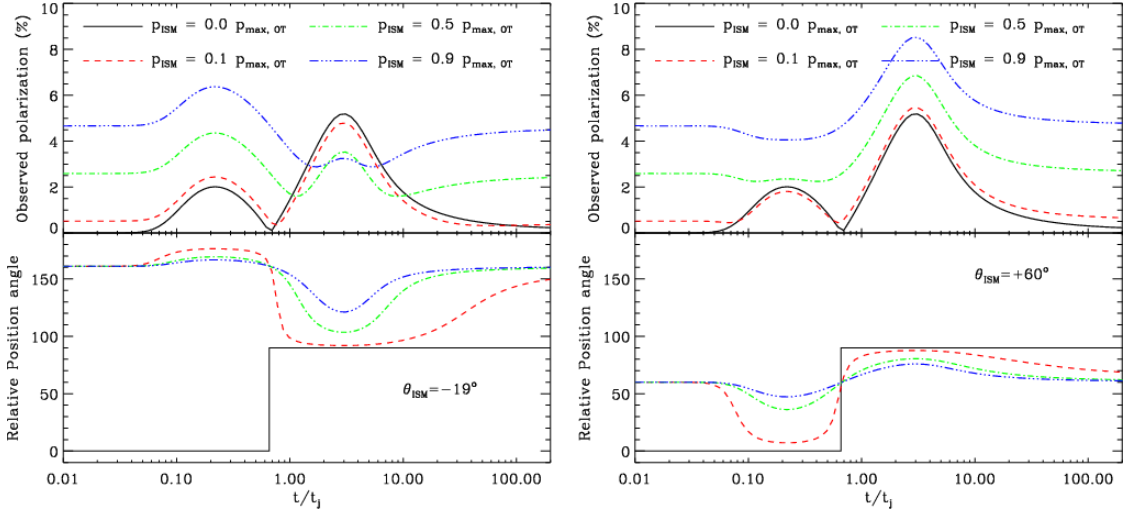 p_ISM = 0.0 p_max, OT
p_ISM = 0.5 p_max, OT
p_ISM = 0.1 p_max, OT
p_ISM = 0.9 p_max, OT
Observed polarization (%)
10
8
6
4
2
0
Relative Position angle
150
100
50
0
θ_ISM=−19°
0.01 0.10 1.00 10.00 100.00
t/t_j
p_ISM = 0.0 p_max, OT
p_ISM = 0.5 p_max, OT
p_ISM = 0.1 p_max, OT
p_ISM = 0.9 p_max, OT
Observed polarization (%)
10
8
6
4
2
0
Relative Position angle
150
100
50
0
θ_ISM=+60°
0.01 0.10 1.00 10.00 100.00
t/t_j